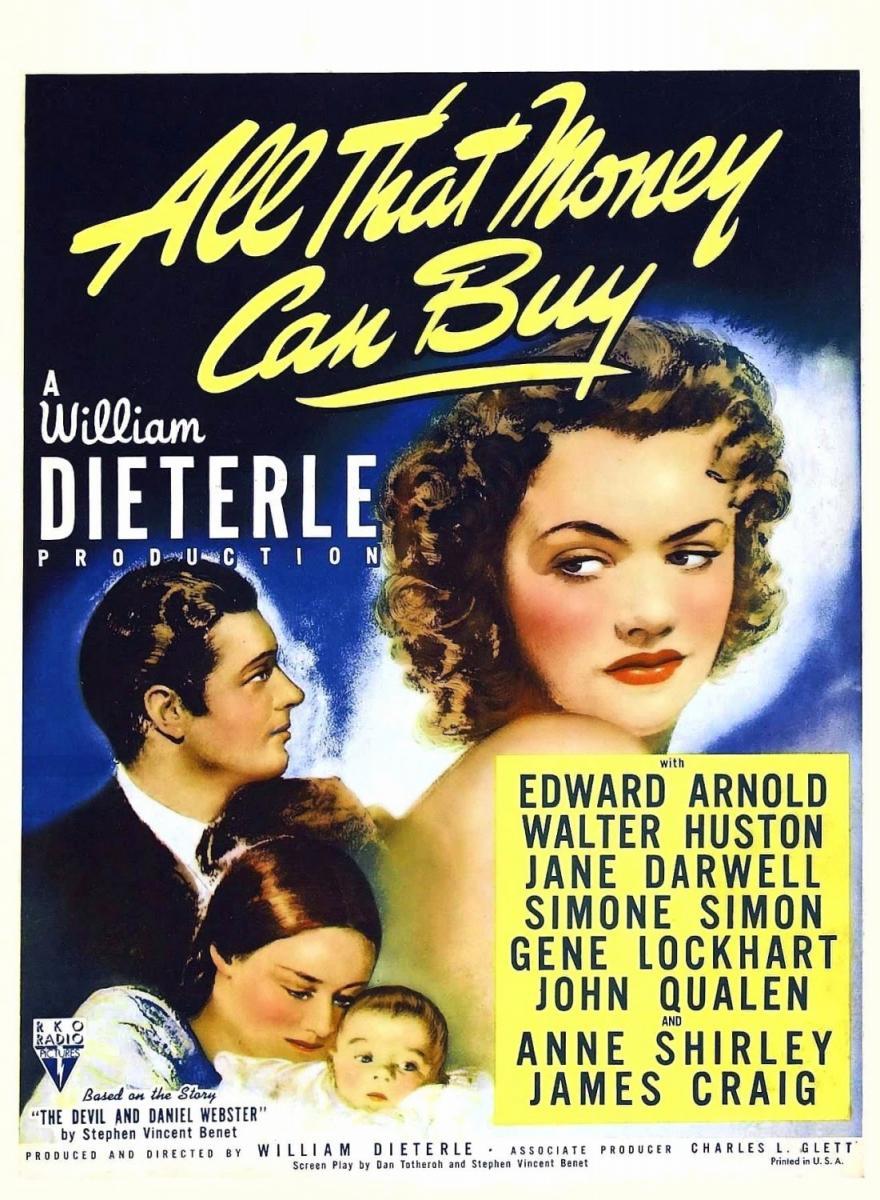 All That Money
Can Buy
A
William
DIETERLE
PRODUCTION
with
EDWARD ARNOLD
WALTER HUSTON
JANE DARWELL
SIMONE SIMON
GENE LOCKHART
JOHN QUALEN
AND
ANNE SHIRLEY
JAMES CRAIG
RKO
RADIO
PICTURES
Based on the Story
"THE DEVIL AND DANIEL WEBSTER"
by Stephen Vincent Benet
PRODUCED AND DIRECTED BY WILLIAM DIETERLE · ASSOCIATE PRODUCER CHARLES L. GLETT
Screen Play by Dan Totheroh and Stephen Vincent Benet
Printed in U.S.A.